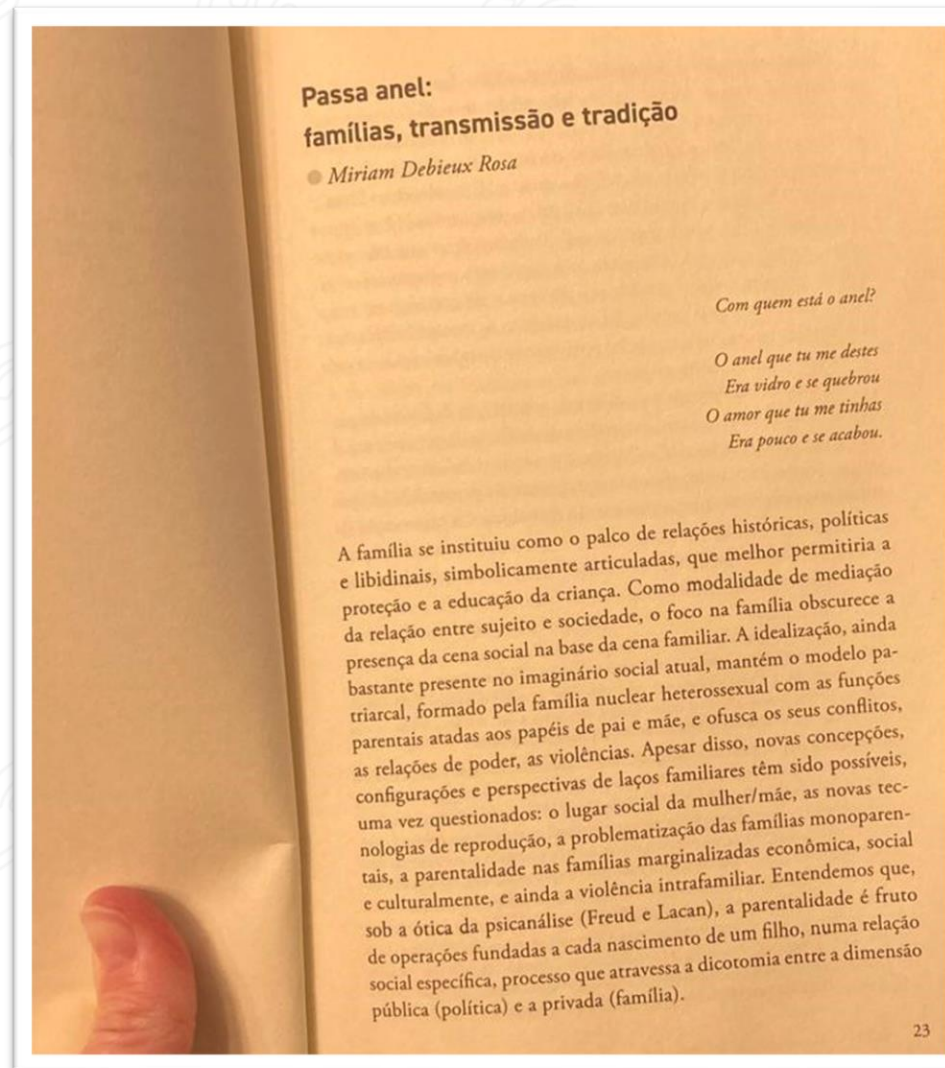 Passa anel:
famílias, transmissão e tradição
Miriam Debieux Rosa
Com quem está o anel?
O anel que tu me destes
Era vidro e se quebrou
O amor que tu me tinhas
Era pouco e se acabou.
A família se instituiu como o palco de relações históricas, políticas
e libidinais, simbolicamente articuladas, que melhor permitiria a
proteção e a educação da criança. Como modalidade de mediação
da relação entre sujeito e sociedade, o foco na família obscurece a
presença da cena social na base da cena familiar. A idealização, ainda
bastante presente no imaginário social atual, mantém o modelo pa-
triarcal, formado pela família nuclear heterossexual com as funções
parentais atadas aos papéis de pai e mãe, e ofusca os seus conflitos,
as relações de poder, as violências. Apesar disso, novas concepções,
configurações e perspectivas de laços familiares têm sido possíveis,
uma vez questionados: o lugar social da mulher/mãe, as novas tec-
nologias de reprodução, a problematização das famílias monoparen-
tais, a parentalidade nas famílias marginalizadas econômica, social
e culturalmente, e ainda a violência intrafamiliar. Entendemos que,
sob a ótica da psicanálise (Freud e Lacan), a parentalidade é fruto
de operações fundadas a cada nascimento de um filho, numa relação
social específica, processo que atravessa a dicotomia entre a dimensão
pública (política) e a privada (família).
23